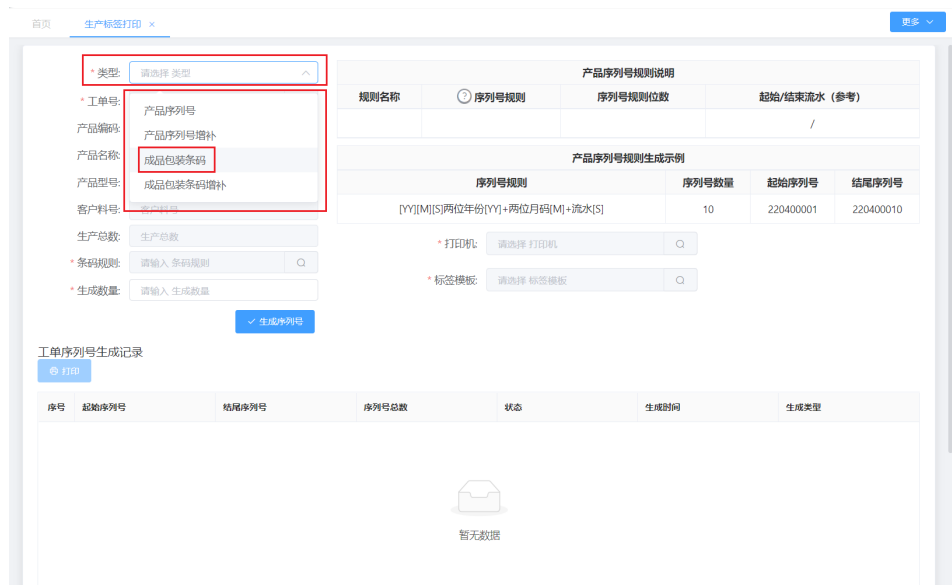 首页 生产标签打印 × 更多
* 类型: 请选择 类型
产品序列号规则说明
* 工单号: 产品序列号
规则名称 ? 序列号规则 序列号规则位数 起始/结束流水（参考）
产品编码: 产品序列号增补
/
产品名称: 成品包装条码
产品序列号规则生成示例
产品型号: 成品包装条码增补
序列号规则 序列号数量 起始序列号 结尾序列号
客户料号: 客户料号
[YY][M][S]两位年份[YY]+两位月码[M]+流水[S] 10 220400001 220400010
生产总数: 生产总数
* 打印机: 请选择 打印机
* 条码规则: 请输入 条码规则
* 标签模板: 请选择 标签模板
* 生成数量: 请输入 生成数量
生成序列号
工单序列号生成记录
打印
序号 起始序列号 结尾序列号 序列号总数 状态 生成时间 生成类型
暂无数据